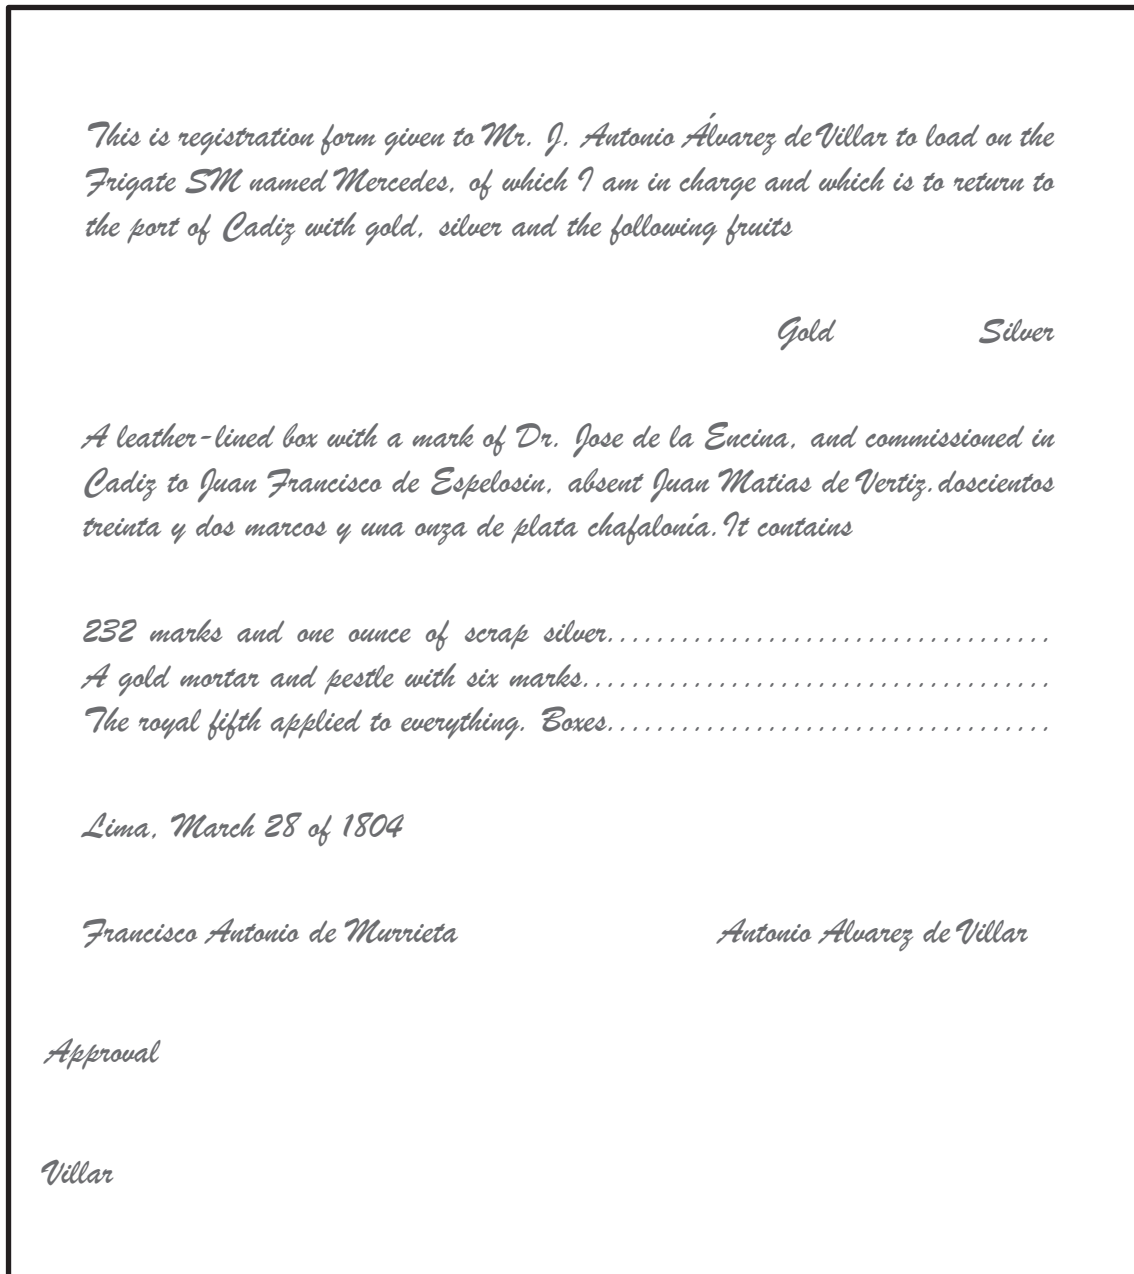 This is registration form given to Mr. J. Antonio Álvarez de Villar to load on the
Frigate SM named Mercedes, of which I am in charge and which is to return to
the port of Cadiz with gold, silver and the following fruits
Gold Silver
A leather-lined box with a mark of Dr. Jose de la Encina, and commissioned in
Cadiz to Juan Francisco de Espelosin, absent Juan Matias de Vertiz.doscientos
treinta y dos marcos y una onza de plata chafalonía.It contains
232 marks and one ounce of scrap silver...................................
A gold mortar and pestle with six marks.....................................
The royal fifth applied to everything. Boxes...................................
Lima, March 28 of 1804
Francisco Antonio de Murrieta Antonio Alvarez de Villar
Approval
Villar